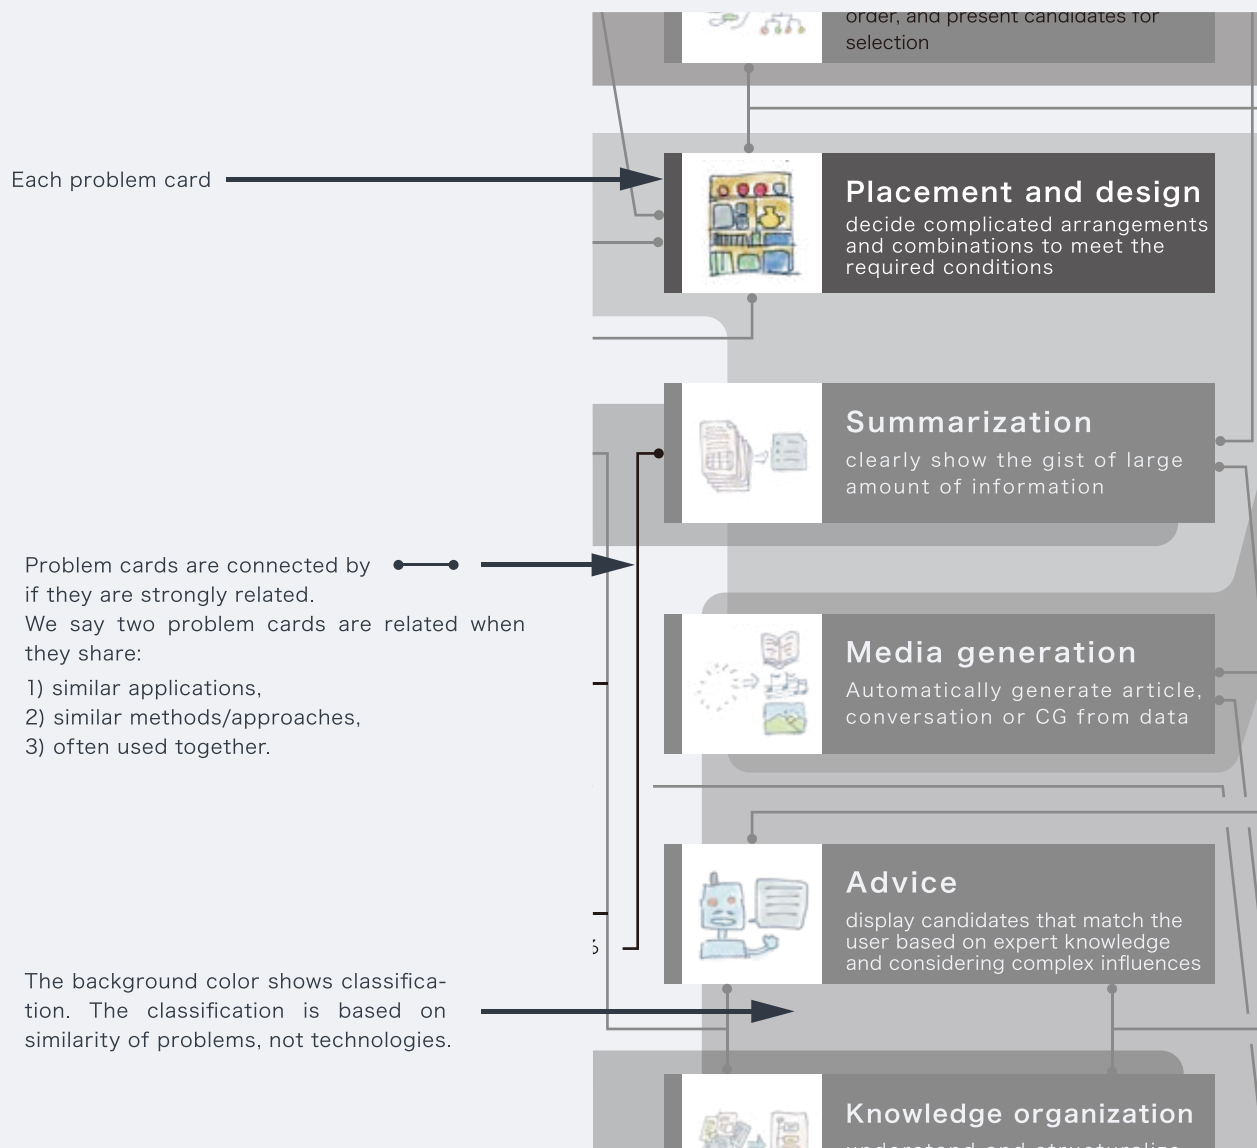 order, and present candidates for
selection
Each problem card
Placement and design
decide complicated arrangements
and combinations to meet the
required conditions
Summarization
clearly show the gist of large
amount of information
Problem cards are connected by
if they are strongly related.
We say two problem cards are related when
they share:
1) similar applications,
2) similar methods/approaches,
3) often used together.
Media generation
Automatically generate article,
conversation or CG from data
Advice
display candidates that match the
user based on expert knowledge
and considering complex influences
The background color shows classifica-
tion. The classification is based on
similarity of problems, not technologies.
Knowledge organization
understand and structuralize